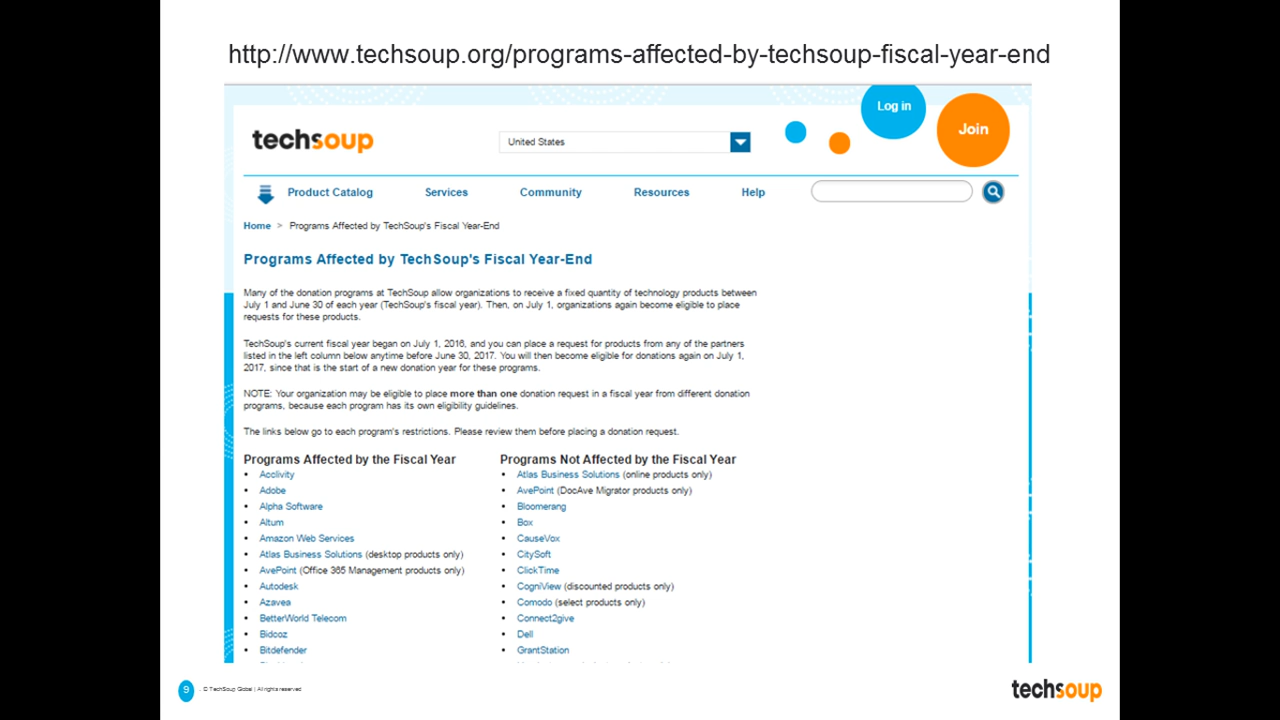 http://www.techsoup.org/programs-affected-by-techsoup-fiscal-year-end
Log in
Join
techsoup
United States
Product Catalog
Services
Community
Resources
Help
Home > Programs Affected by TechSoup's Fiscal Year-End
Programs Affected by TechSoup's Fiscal Year-End
Many of the donation programs at TechSoup allow organizations to receive a fixed quantity of technology products between
July 1 and June 30 of each year (TechSoup's fiscal year). Then, on July 1, organizations again become eligible to place
requests for these products.
TechSoup's current fiscal year began on July 1, 2016, and you can place a request for products from any of the partners
listed in the left column below anytime before June 30, 2017. You will then become eligible for donations again on July 1,
2017, since that is the start of a new donation year for these programs.
NOTE: Your organization may be eligible to place more than one donation request in a fiscal year from different donation
programs, because each program has its own eligibility guidelines.
The links below go to each program's restrictions. Please review them before placing a donation request.
Programs Affected by the Fiscal Year
• Acclivity
• Adobe
• Alpha Software
• Altum
• Amazon Web Services
• Atlas Business Solutions (desktop products only)
• AvePoint (Office 365 Management products only)
• Autodesk
• Azavea
• BetterWorld Telecom
• Bidcoz
• Bitdefender
Programs Not Affected by the Fiscal Year
• Atlas Business Solutions (online products only)
• AvePoint (DocAve Migrator products only)
• Bloomerang
• Box
• CauseVox
• CitySoft
• ClickTime
• CogniView (discounted products only)
• Comodo (select products only)
• Connect2give
• Dell
• GrantStation
9
. © TechSoup Global | All rights reserved
techsoup